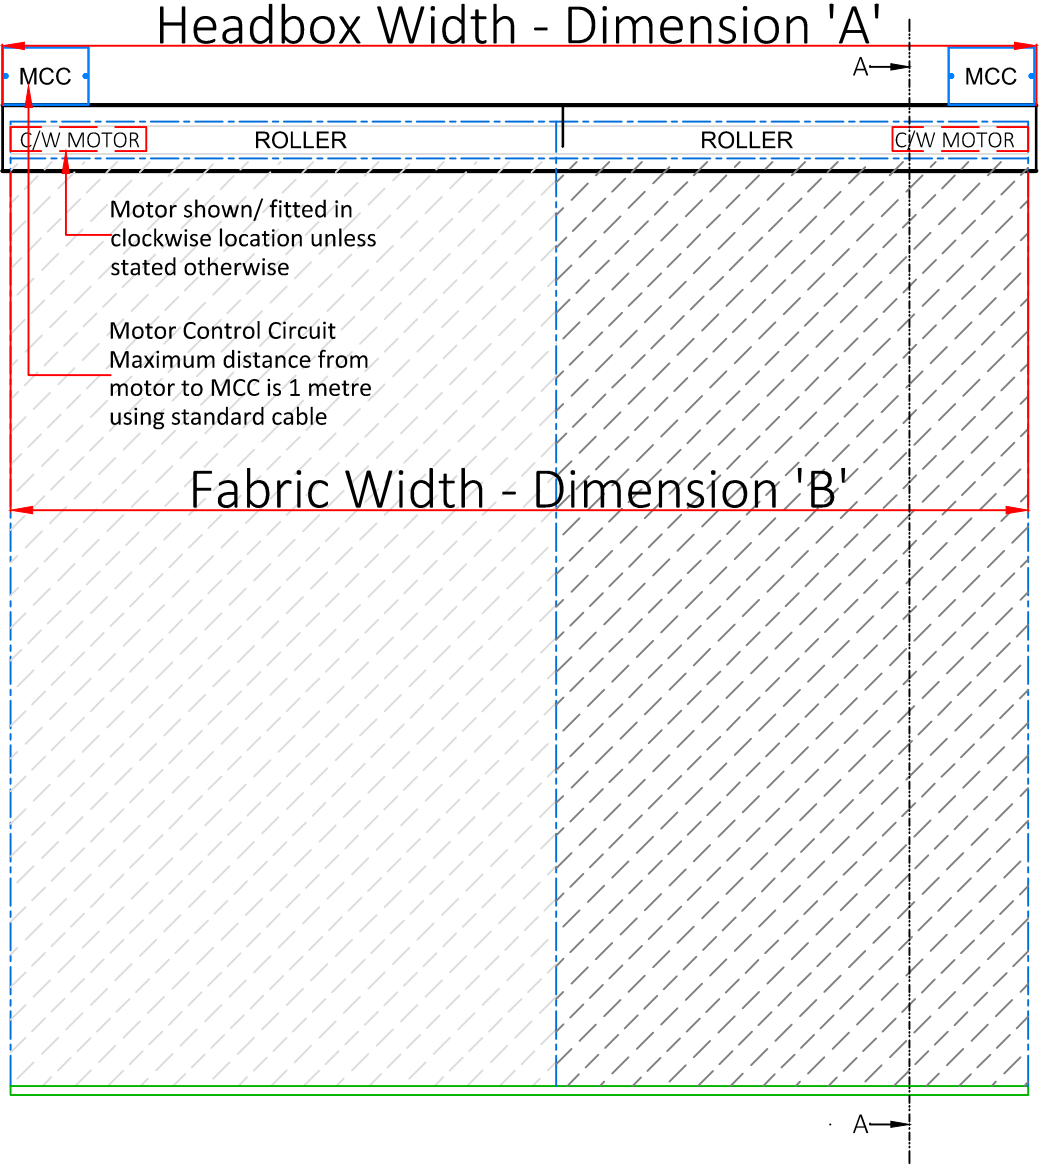 Headbox Width - Dimension 'A'
A
MCC
MCC
C/W MOTOR
ROLLER
ROLLER
C/W MOTOR
Motor shown/ fitted in
clockwise location unless
stated otherwise
Motor Control Circuit
Maximum distance from
motor to MCC is 1 metre
using standard cable
Fabric Width - Dimension 'B'
A